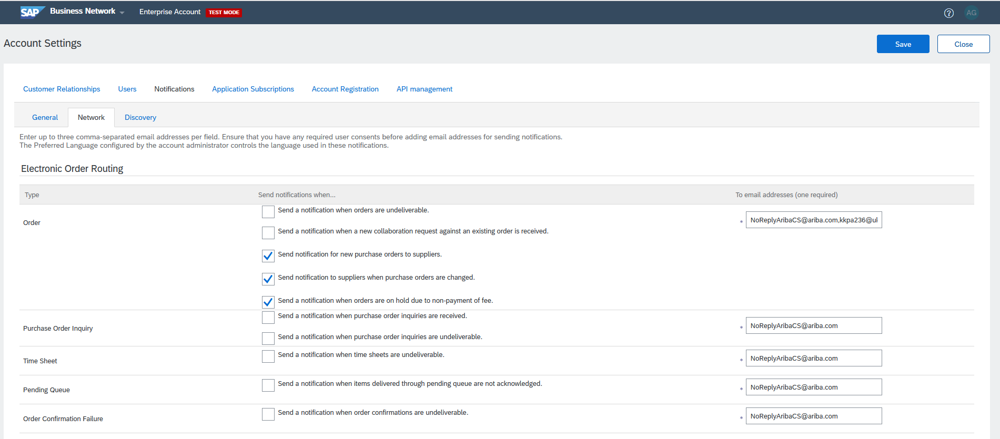 SAP Business Network Enterprise Account TEST MODE ? AG
Account Settings Save Close
Customer Relationships Users Notifications Application Subscriptions Account Registration API management
General Network Discovery
Enter up to three comma-separated email addresses per field. Ensure that you have any required user consents before adding email addresses for sending notifications.
The Preferred Language configured by the account administrator controls the language used in these notifications.
Electronic Order Routing
Type Send notifications when... To email addresses (one required)
Send a notification when orders are undeliverable.
Order * NoReplyAribaCS@ariba.com,kkpa236@
Send a notification when a new collaboration request against an existing order is received.
Send notification for new purchase orders to suppliers.
Send notification to suppliers when purchase orders are changed.
Send a notification when orders are on hold due to non-payment of fee.
Send a notification when purchase order inquiries are received.
Purchase Order Inquiry * NoReplyAribaCS@ariba.com
Send a notification when purchase order inquiries are undeliverable.
Send a notification when time sheets are undeliverable.
Time Sheet * NoReplyAribaCS@ariba.com
Send a notification when items delivered through pending queue are not acknowledged.
Pending Queue * NoReplyAribaCS@ariba.com
Send a notification when order confirmations are undeliverable.
Order Confirmation Failure * NoReplyAribaCS@ariba.com